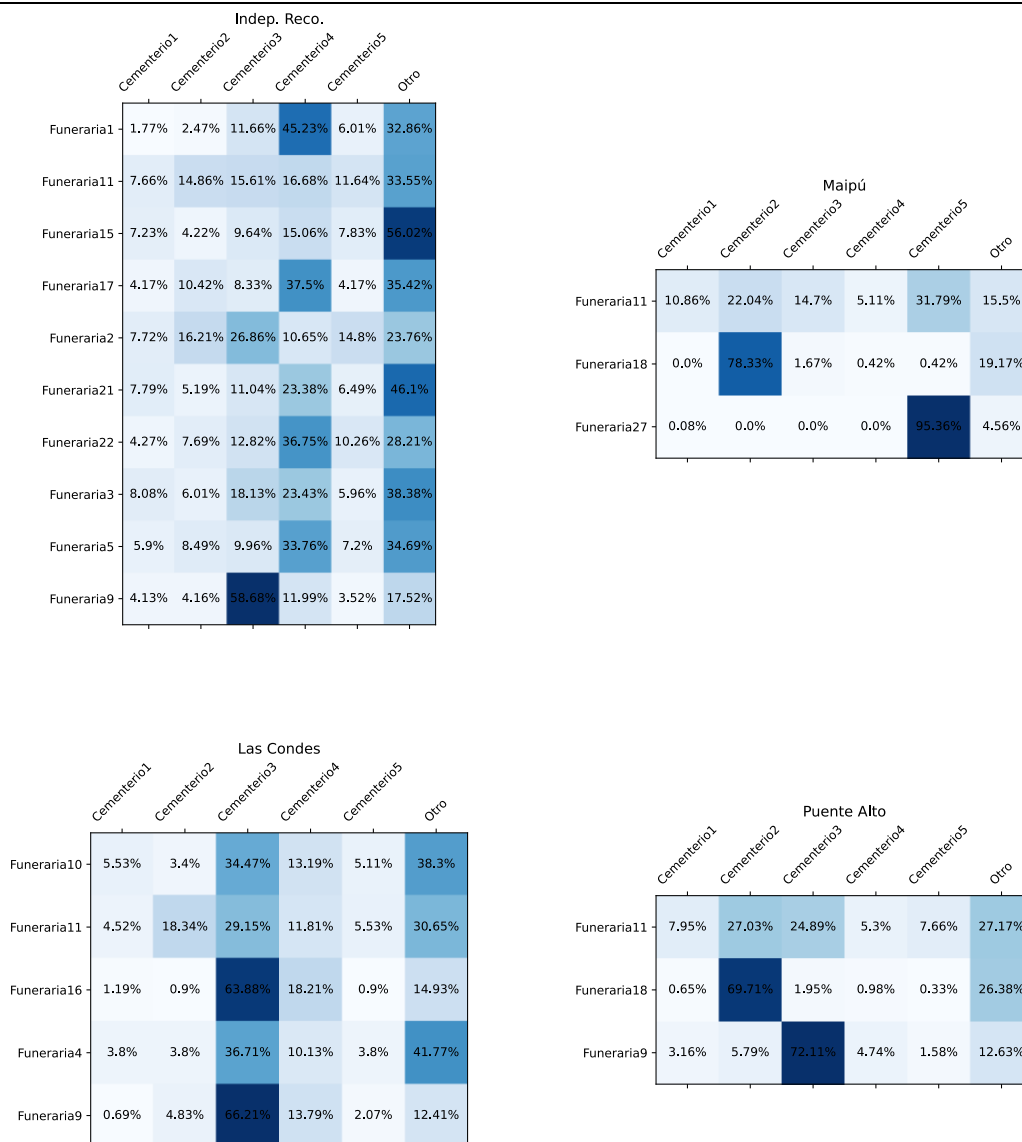 Indep. Reco.
Cementerio1 Cementerio2 Cementerio3 Cementerio4 Cementerio5 Otro
Funeraria1 1.77% 2.47% 11.66% 45.23% 6.01% 32.86%
Funeraria11 7.66% 14.86% 15.61% 16.68% 11.64% 33.55%
Funeraria15 7.23% 4.22% 9.64% 15.06% 7.83% 56.02%
Funeraria17 4.17% 10.42% 8.33% 37.5% 4.17% 35.42%
Funeraria2 7.72% 16.21% 26.86% 10.65% 14.8% 23.76%
Funeraria21 7.79% 5.19% 11.04% 23.38% 6.49% 46.1%
Funeraria22 4.27% 7.69% 12.82% 36.75% 10.26% 28.21%
Funeraria3 8.08% 6.01% 18.13% 23.43% 5.96% 38.38%
Funeraria5 5.9% 8.49% 9.96% 33.76% 7.2% 34.69%
Funeraria9 4.13% 4.16% 58.68% 11.99% 3.52% 17.52%
Maipú
Cementerio1 Cementerio2 Cementerio3 Cementerio4 Cementerio5 Otro
Funeraria11 10.86% 22.04% 14.7% 5.11% 31.79% 15.5%
Funeraria18 0.0% 78.33% 1.67% 0.42% 0.42% 19.17%
Funeraria27 0.08% 0.0% 0.0% 0.0% 95.36% 4.56%
Las Condes
Cementerio1 Cementerio2 Cementerio3 Cementerio4 Cementerio5 Otro
Funeraria10 5.53% 3.4% 34.47% 13.19% 5.11% 38.3%
Funeraria11 4.52% 18.34% 29.15% 11.81% 5.53% 30.65%
Funeraria16 1.19% 0.9% 63.88% 18.21% 0.9% 14.93%
Funeraria4 3.8% 3.8% 36.71% 10.13% 3.8% 41.77%
Funeraria9 0.69% 4.83% 66.21% 13.79% 2.07% 12.41%
Puente Alto
Cementerio1 Cementerio2 Cementerio3 Cementerio4 Cementerio5 Otro
Funeraria11 7.95% 27.03% 24.89% 5.3% 7.66% 27.17%
Funeraria18 0.65% 69.71% 1.95% 0.98% 0.33% 26.38%
Funeraria9 3.16% 5.79% 72.11% 4.74% 1.58% 12.63%